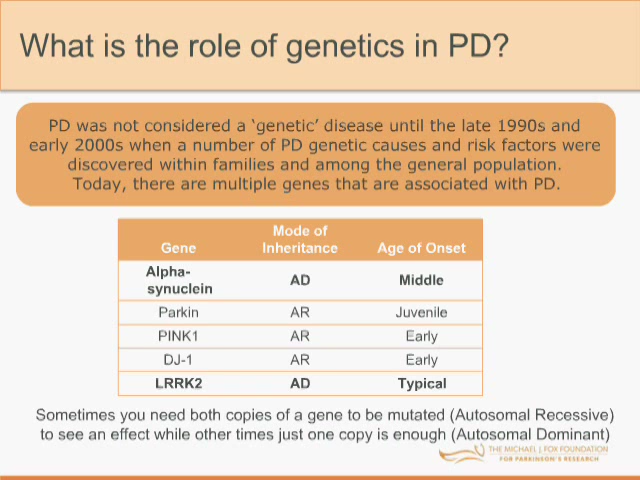 What is the role of genetics in PD?
PD was not considered a ‘genetic’ disease until the late 1990s and
early 2000s when a number of PD genetic causes and risk factors were
discovered within families and among the general population.
Today, there are multiple genes that are associated with PD.
Gene Mode of Inheritance Age of Onset
Alpha-synuclein AD Middle
Parkin AR Juvenile
PINK1 AR Early
DJ-1 AR Early
LRRK2 AD Typical
Sometimes you need both copies of a gene to be mutated (Autosomal Recessive)
to see an effect while other times just one copy is enough (Autosomal Dominant)
THE MICHAEL J. FOX FOUNDATION
FOR PARKINSON'S RESEARCH